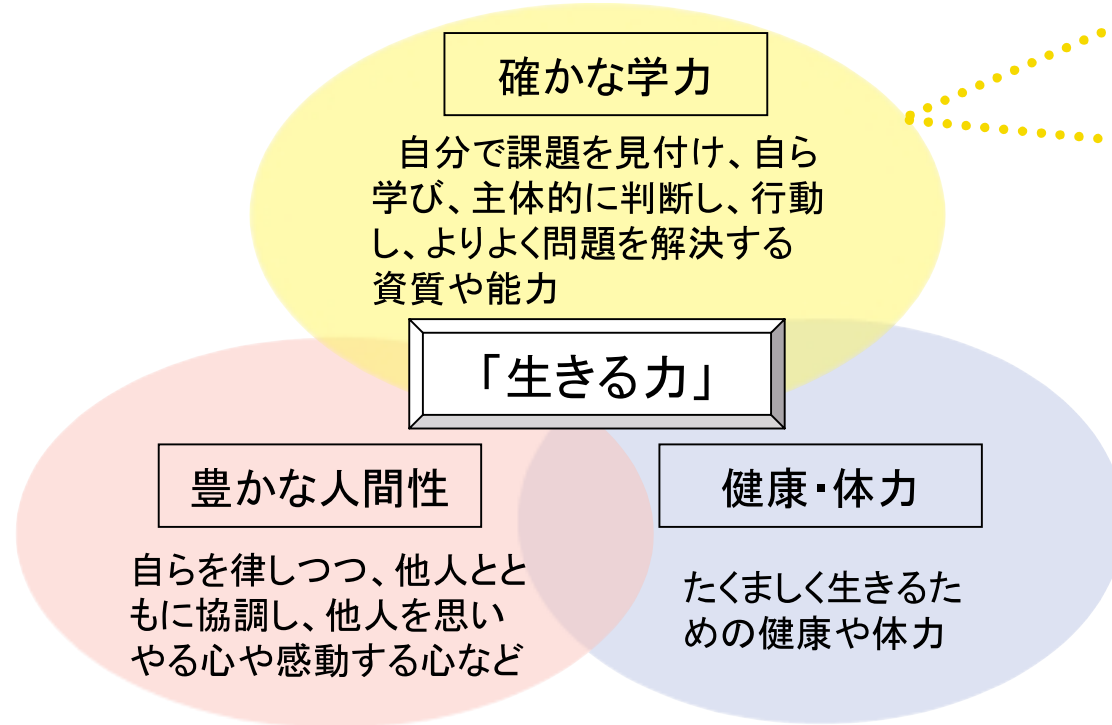 確かな学力
自分で課題を見付け、自ら
学び、主体的に判断し、行動
し、よりよく問題を解決する
資質や能力
「生きる力」
豊かな人間性
自らを律しつつ、他人とと
もに協調し、他人を思い
やる心や感動する心など
健康・体力
たくましく生きるた
めの健康や体力